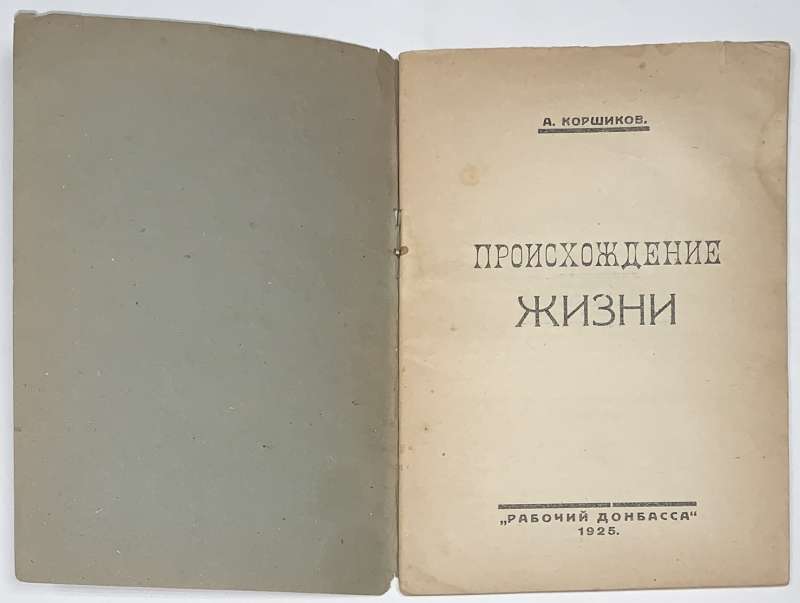 А. КОРШИКОВ.
ПРОИСХОЖДЕНИЕ
ЖИЗНИ
„РАБОЧИЙ ДОНБАССА“
1925.